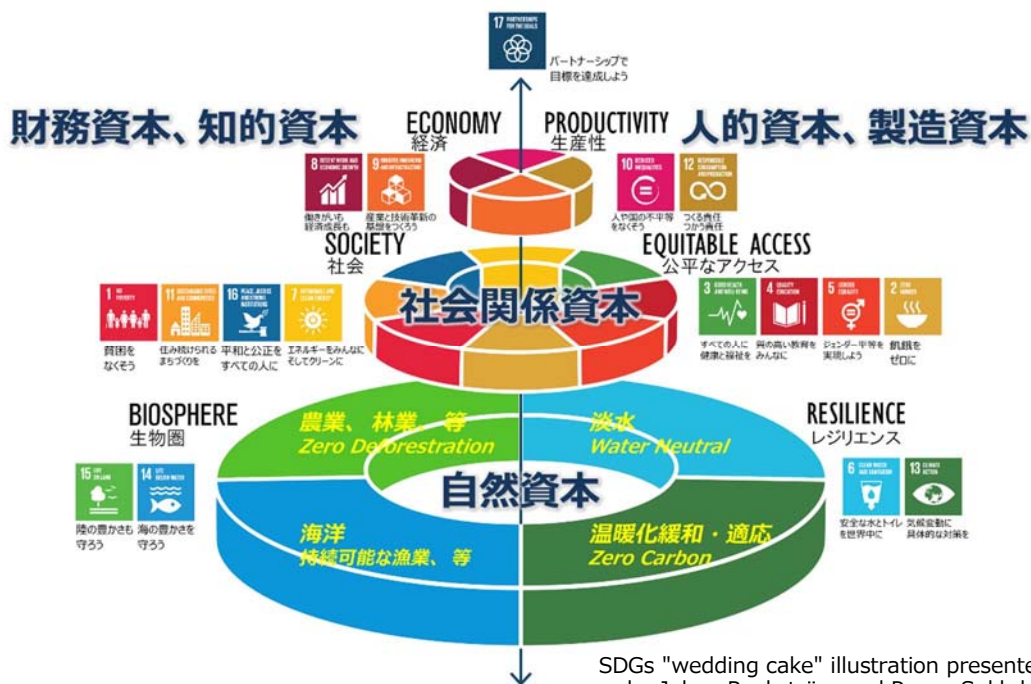 17 PARTNERSHIPS
FOR THE GOALS
パートナーシップで
目標を達成しよう
財務資本、知的資本
ECONOMY
経済
PRODUCTIVITY
生産性
人的資本、製造資本
8 DECENT WORK AND
ECONOMIC GROWTH
働きがいも
経済成長も
9 INDUSTRY, INNOVATION
AND INFRASTRUCTURE
産業と技術革新の
基盤をつくろう
10 REDUCED
INEQUALITIES
人や国の不平等
をなくそう
12 RESPONSIBLE
CONSUMPTION
AND PRODUCTION
つくる責任
つかう責任
SOCIETY
社会
EQUITABLE ACCESS
公平なアクセス
社会関係資本
1 NO
POVERTY
貧困を
なくそう
11 SUSTAINABLE CITIES
AND COMMUNITIES
住み続けられる
まちづくりを
16 PEACE, JUSTICE
AND STRONG
INSTITUTIONS
平和と公正を
すべての人に
7 AFFORDABLE AND
CLEAN ENERGY
エネルギーをみんなに
そしてクリーンに
3 GOOD HEALTH
AND WELL-BEING
すべての人に
健康と福祉を
4 QUALITY
EDUCATION
質の高い教育を
みんなに
5 GENDER
EQUALITY
ジェンダー平等を
実現しよう
2 ZERO
HUNGER
飢餓を
ゼロに
BIOSPHERE
生物圏
RESILIENCE
レジリエンス
農業、林業、等
Zero Deforestration
淡水
Water Neutral
自然資本
海洋
持続可能な漁業、等
温暖化緩和・適応
Zero Carbon
15 LIFE
ON LAND
陸の豊かさも
守ろう
14 LIFE
BELOW WATER
海の豊かさを
守ろう
6 CLEAN WATER
AND SANITATION
安全な水とトイレ
を世界中に
13 CLIMATE
ACTION
気候変動に
具体的な対策を
SDGs "wedding cake" illustration presente